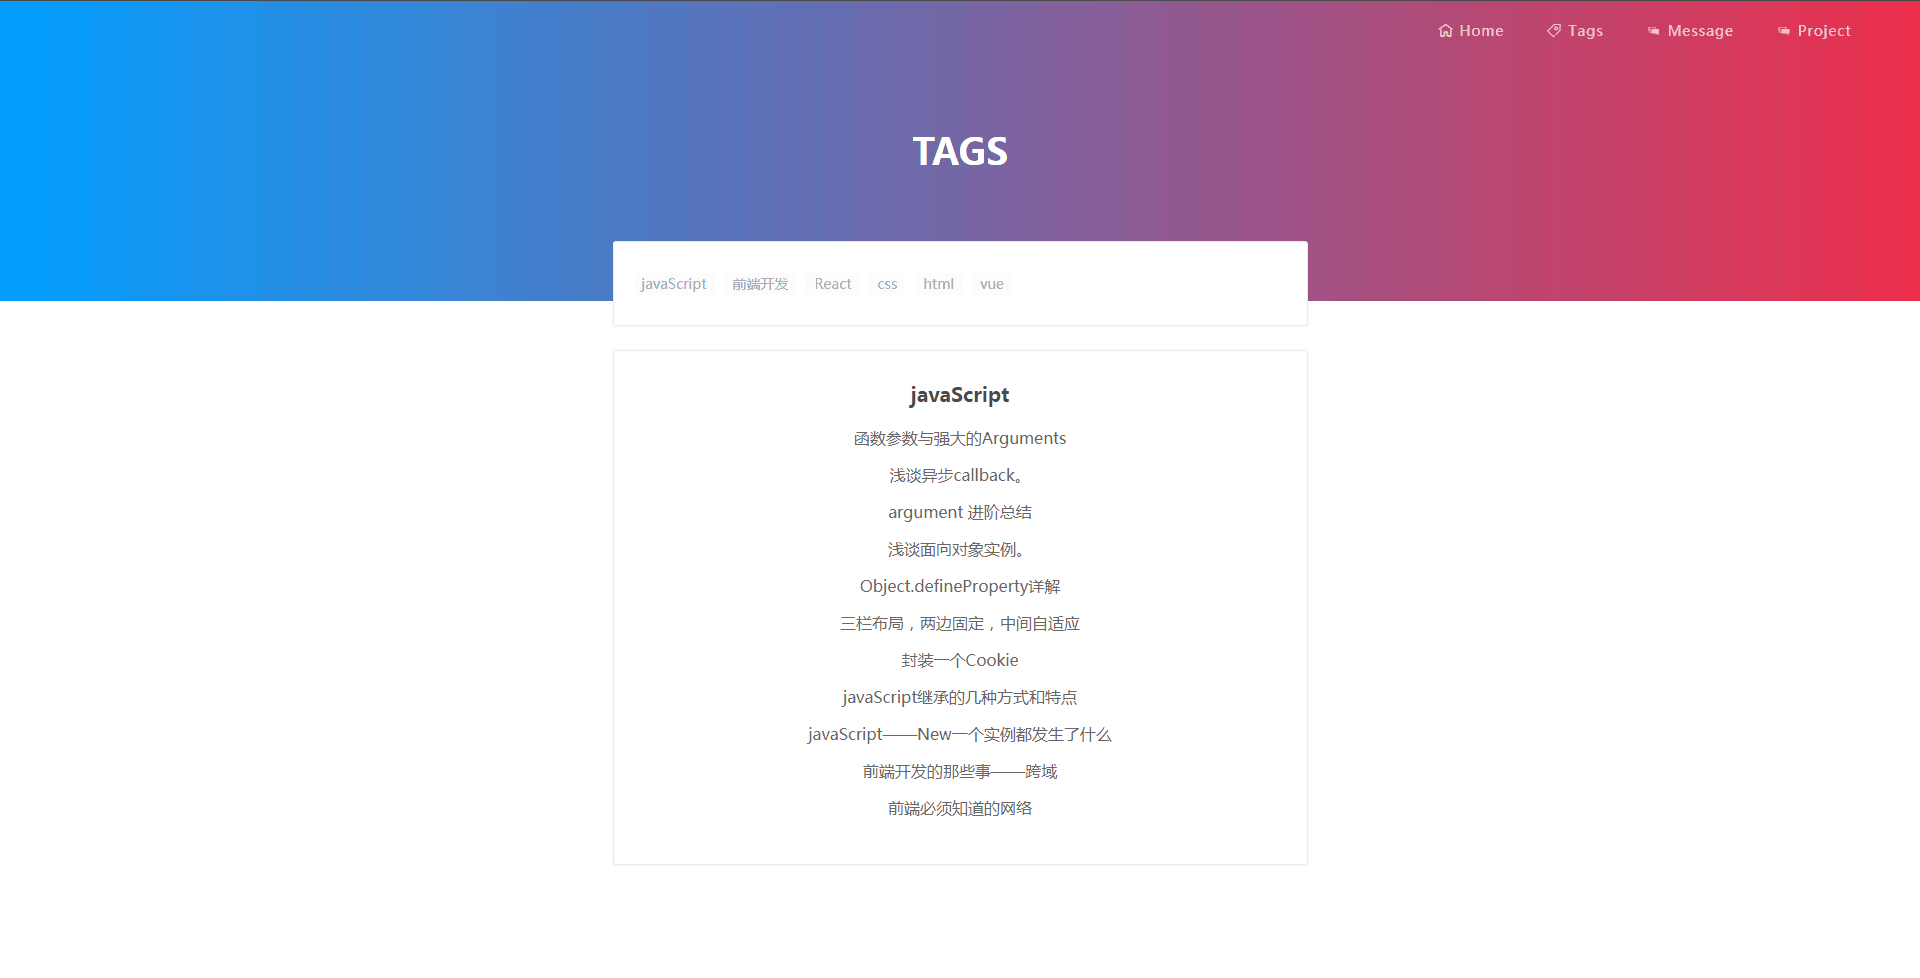 Home Tags Message Project
TAGS
javaScript 前端开发 React css html vue
javaScript
函数参数与强大的Arguments
浅谈异步callback。
argument 进阶总结
浅谈面向对象实例。
Object.defineProperty详解
三栏布局，两边固定，中间自适应
封装一个Cookie
javaScript继承的几种方式和特点
javaScript——New一个实例都发生了什么
前端开发的那些事——跨域
前端必须知道的网络